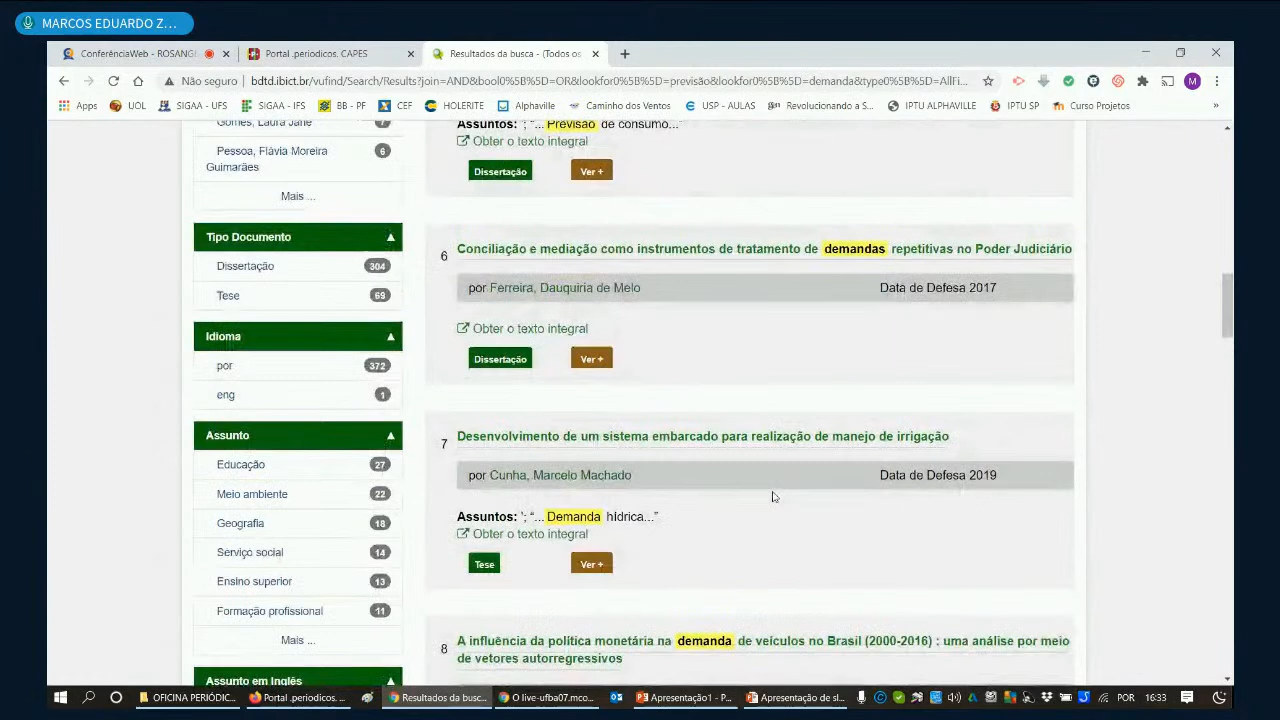 MARCOS EDUARDO Z...
ConferênciaWeb - ROSANG
Portal .periodicos. CAPES
Resultados da busca - (Todos os
Não seguro
bdtd.ibict.br/vufind/Search/Results?join=AND&bool0%5B%5D=OR&lookfor0%5B%5D=previsão&lookfor0%5B%5D=demanda&type0%5B%5D=AllFi...
M
Apps
UOL
SIGAA - UFS
SIGAA - IFS
BB - PF
CEF
HOLERITE
Alphaville
Caminho dos Ventos
USP - AULAS
Revolucionando a S...
IPTU ALPHAVILLE
IPTU SP
Curso Projetos
»
Gomes, Laura Jane
7
Pessoa, Flávia Moreira
Guimarães
6
Mais ...
Tipo Documento
Dissertação 304
Tese 69
Idioma
por 372
eng 1
Assunto
Educação 27
Meio ambiente 22
Geografia 18
Serviço social 14
Ensino superior 13
Formação profissional 11
Mais ...
Assunto em Inglês
Assuntos: '; "... Previsão de consumo..."
Obter o texto integral
Dissertação Ver +
6
Conciliação e mediação como instrumentos de tratamento de demandas repetitivas no Poder Judiciário
por Ferreira, Dauquiria de Melo Data de Defesa 2017
Obter o texto integral
Dissertação Ver +
7
Desenvolvimento de um sistema embarcado para realização de manejo de irrigação
por Cunha, Marcelo Machado Data de Defesa 2019
Assuntos: '; "... Demanda hídrica..."
Obter o texto integral
Tese Ver +
8
A influência da política monetária na demanda de veículos no Brasil (2000-2016) : uma análise por meio
de vetores autorregressivos
OFICINA PERIÓDIC...
Portal .periodicos. ...
Resultados da busc...
O live-ufba07.mco...
Apresentação1 - P...
Apresentação de sl...
POR
16:33